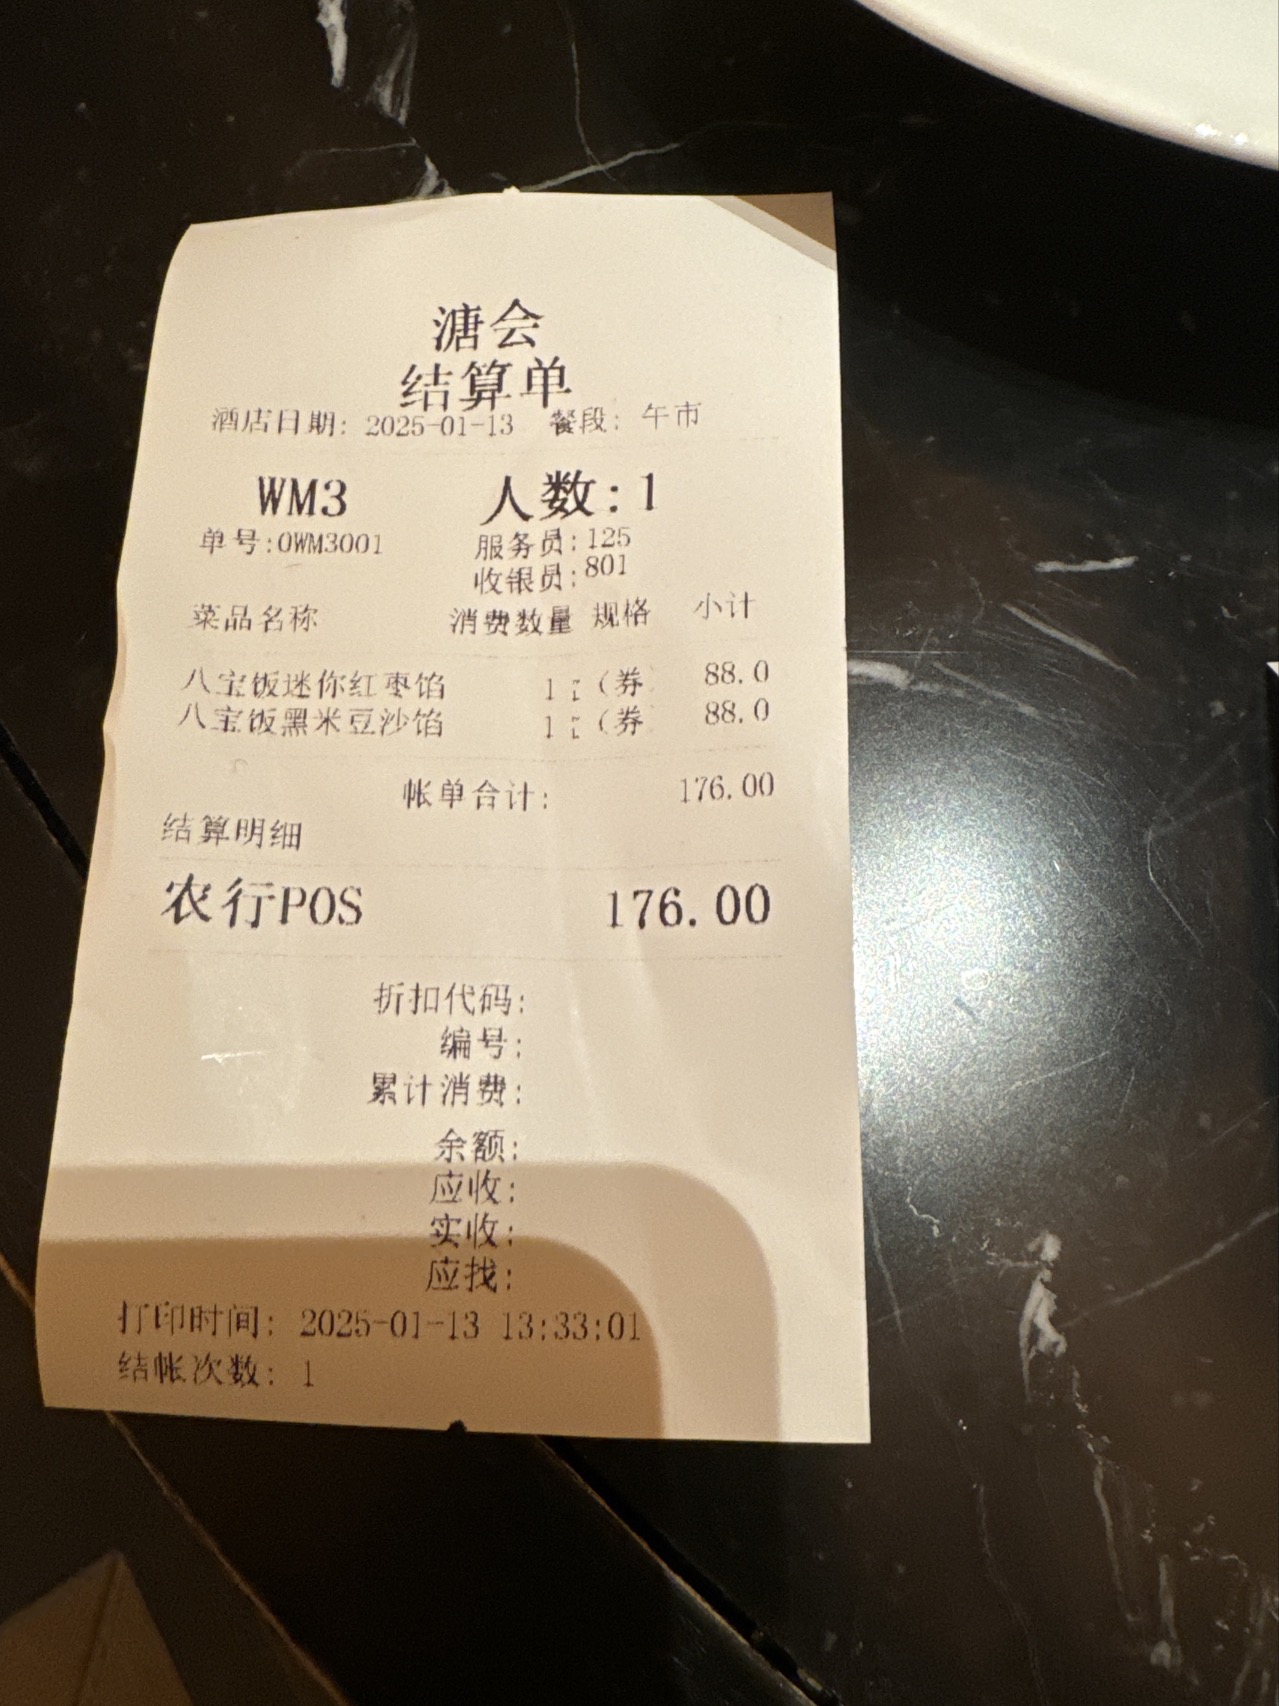 溏会
结算单
酒店日期: 2025-01-13 餐段: 午市
WM3 人数: 1
单号:0WM3001 服务员:125
收银员:801
菜品名称 消费数量 规格 小计
八宝饭迷你红枣馅 1 (券 88.0
八宝饭黑米豆沙馅 1 (券 88.0
帐单合计: 176.00
结算明细
农行POS 176.00
折扣代码:
编号:
累计消费:
余额:
应收:
实收:
应找:
打印时间: 2025-01-13 13:33:01
结帐次数: 1